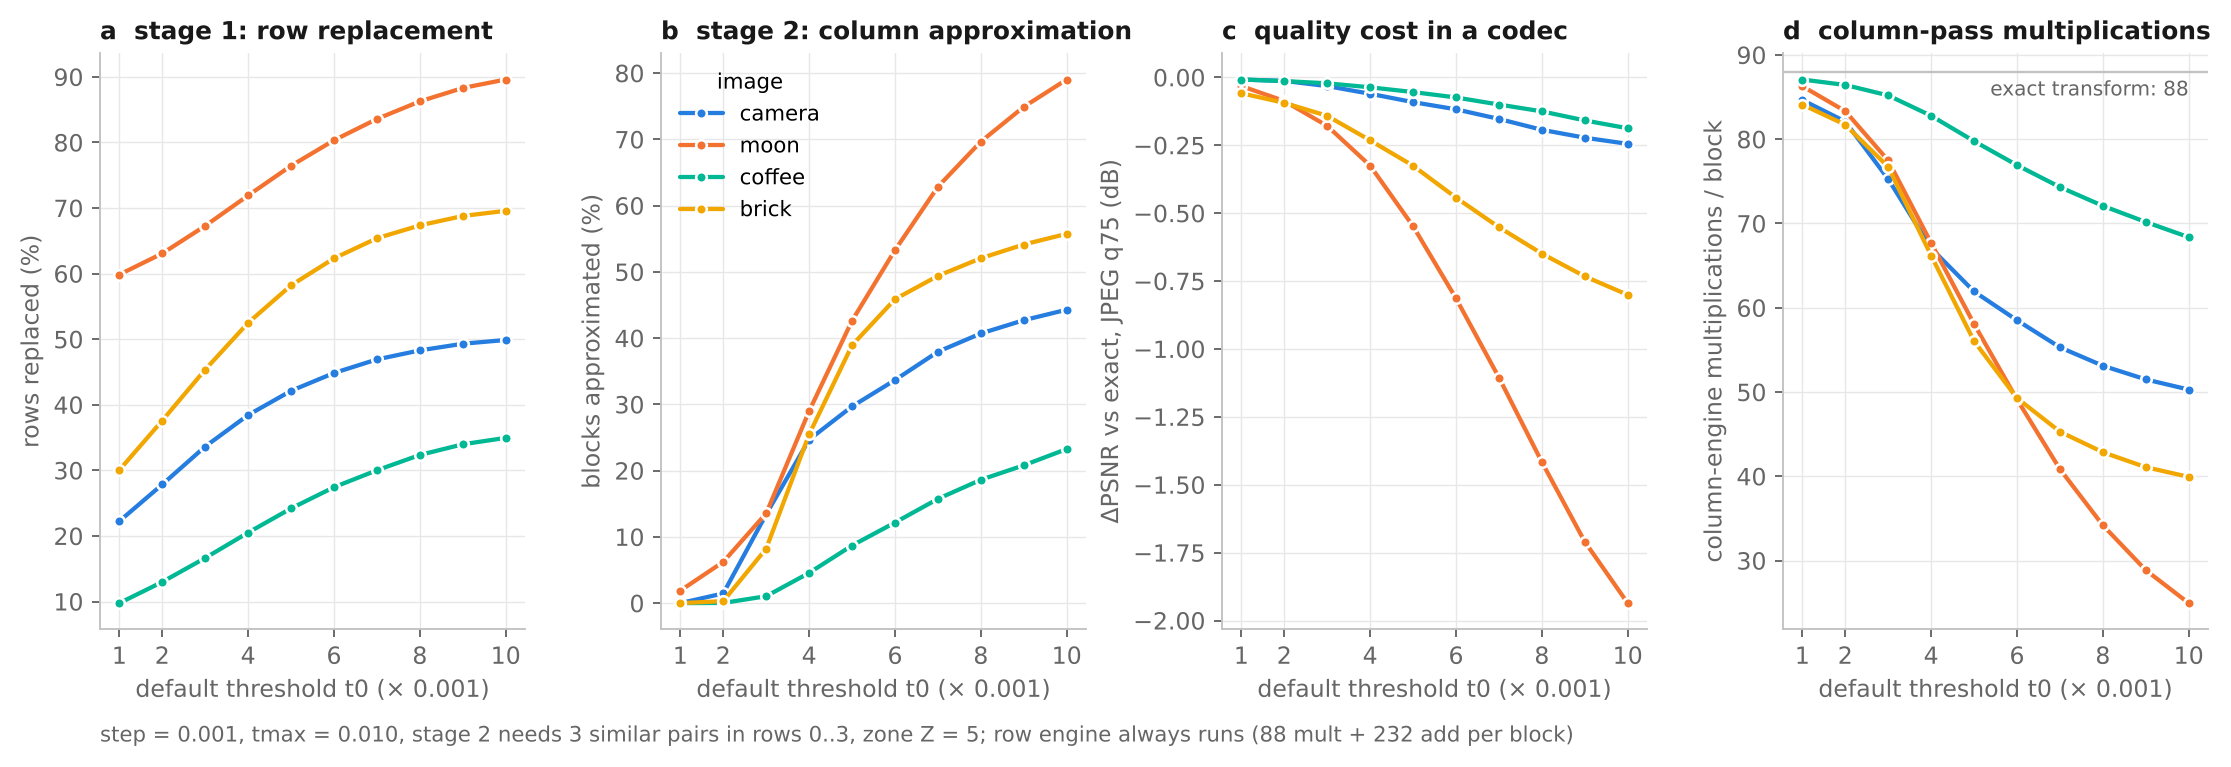 a stage 1: row replacement
rows replaced (%)
90
80
70
60
50
40
30
20
10
1 2 4 6 8 10
default threshold t0 (× 0.001)
b stage 2: column approximation
blocks approximated (%)
80
70
60
50
40
30
20
10
0
image
camera
moon
coffee
brick
1 2 4 6 8 10
default threshold t0 (× 0.001)
c quality cost in a codec
ΔPSNR vs exact, JPEG q75 (dB)
0.00
−0.25
−0.50
−0.75
−1.00
−1.25
−1.50
−1.75
−2.00
1 2 4 6 8 10
default threshold t0 (× 0.001)
d column-pass multiplications
column-engine multiplications / block
90
80
70
60
50
40
30
exact transform: 88
1 2 4 6 8 10
default threshold t0 (× 0.001)
step = 0.001, tmax = 0.010, stage 2 needs 3 similar pairs in rows 0..3, zone Z = 5; row engine always runs (88 mult + 232 add per block)